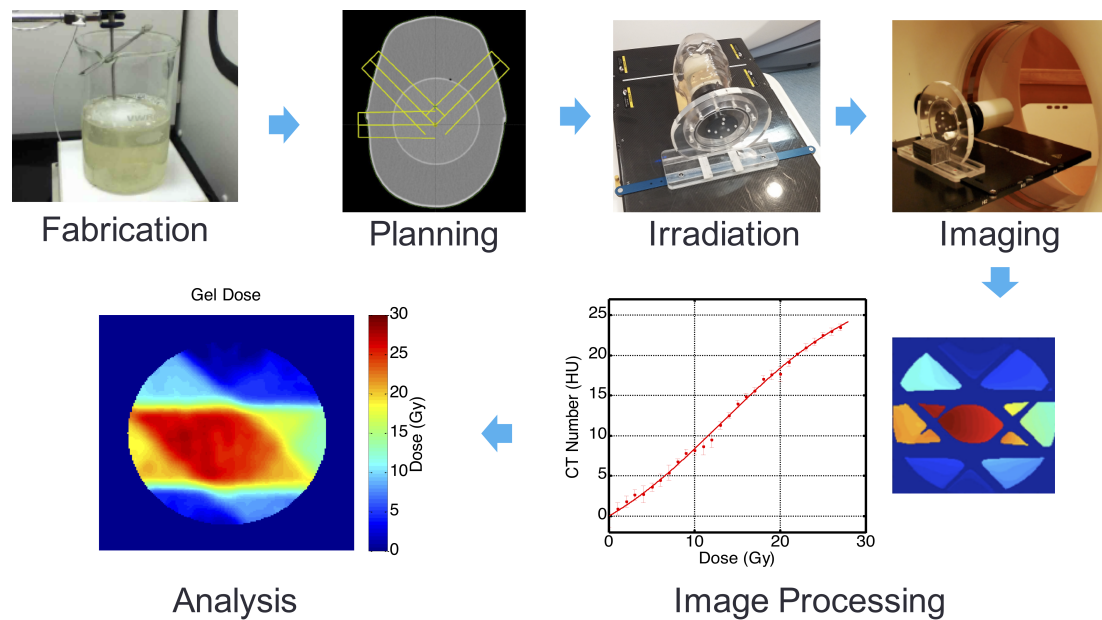 VWR
Fabrication
Planning
Irradiation
Imaging
Gel Dose
30
25
20
15
10
5
0
Dose (Gy)
Analysis
25
20
15
10
5
0
CT Number (HU)
0
10
20
30
Dose (Gy)
Image Processing